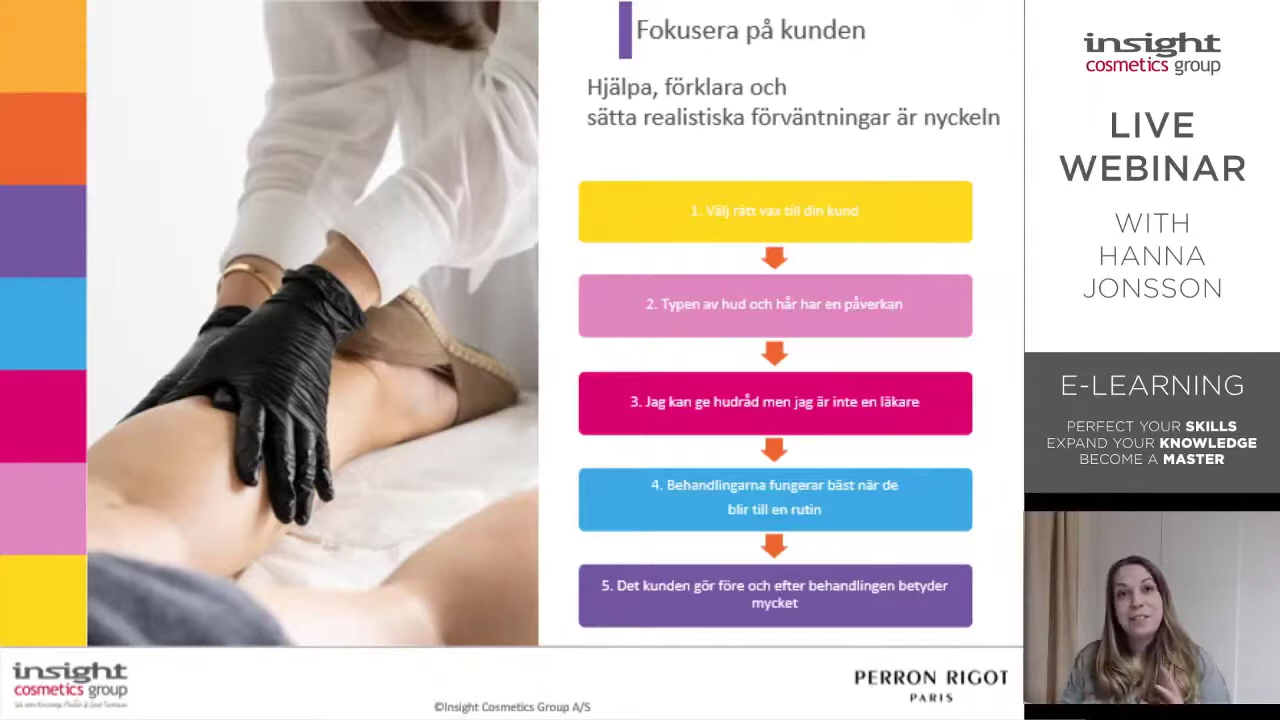 Fokusera på kunden
Hjälpa, förklara och
sätta realistiska förväntningar är nyckeln
1. Välj rätt vax till din kund
2. Typen av hud och hår har en påverkan
3. Jag kan ge hudråd men jag är inte en läkare
4. Behandlingarna fungerar bäst när de
blir till en rutin
5. Det kunden gör före och efter behandlingen betyder
mycket
insight
cosmetics group
©Insight Cosmetics Group A/S
PERRON RIGOT
PARIS
insight
cosmetics group
LIVE
WEBINAR
WITH
HANNA
JONSSON
E-LEARNING
PERFECT YOUR SKILLS
EXPAND YOUR KNOWLEDGE
BECOME A MASTER